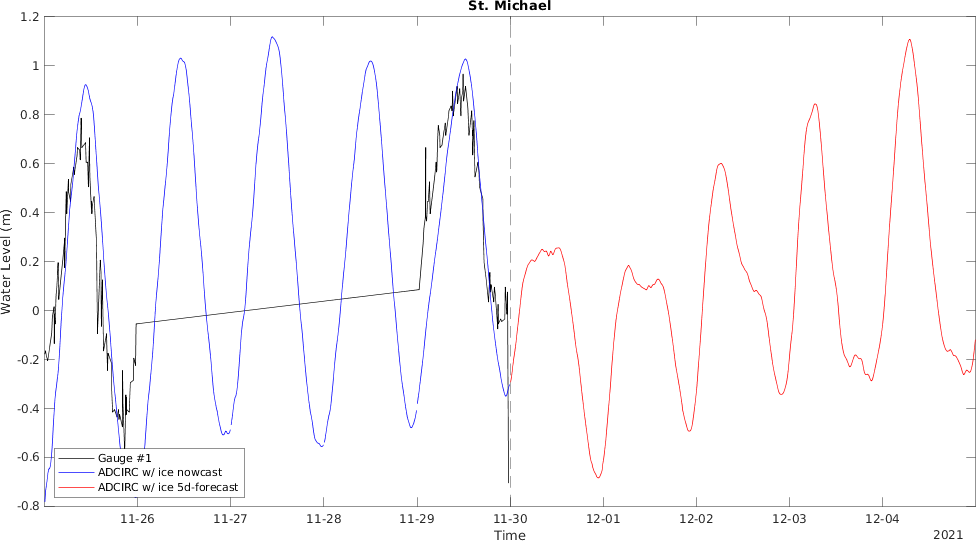 St. Michael
1.2
1
0.8
0.6
0.4
0.2
0
-0.2
-0.4
-0.6
-0.8
Water Level (m)
Gauge #1
ADCIRC w/ ice nowcast
ADCIRC w/ ice 5d-forecast
11-26 11-27 11-28 11-29 11-30 12-01 12-02 12-03 12-04
Time
2021